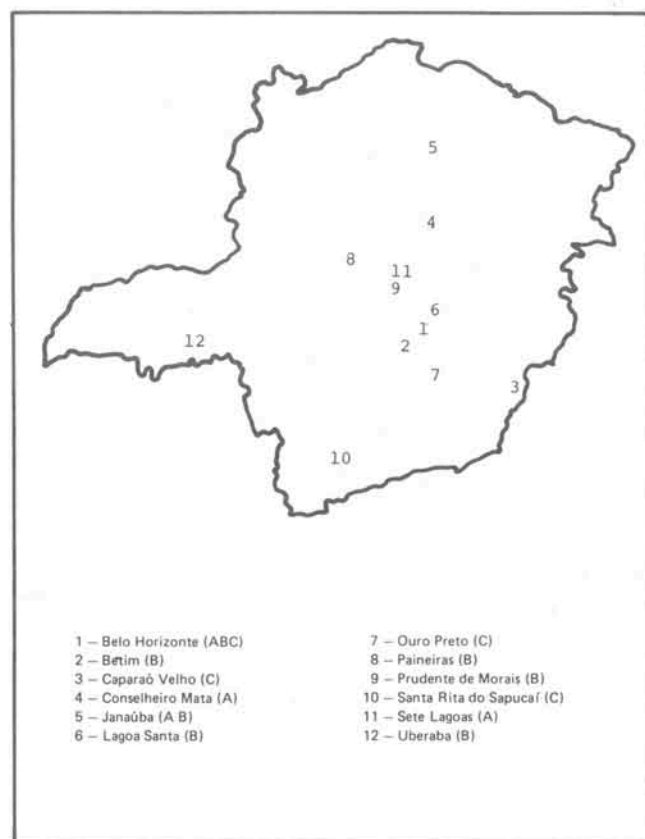 5
4
8
11
9
6
1
2
12
7
3
10
1 – Belo Horizonte (ABC)
2 – Betim (B)
3 – Caparaó Velho (C)
4 – Conselheiro Mata (A)
5 – Janaúba (A B)
6 – Lagoa Santa (B)
7 – Ouro Preto (C)
8 – Paineiras (B)
9 – Prudente de Morais (B)
10 – Santa Rita do Sapucaí (C)
11 – Sete Lagoas (A)
12 – Uberaba (B)